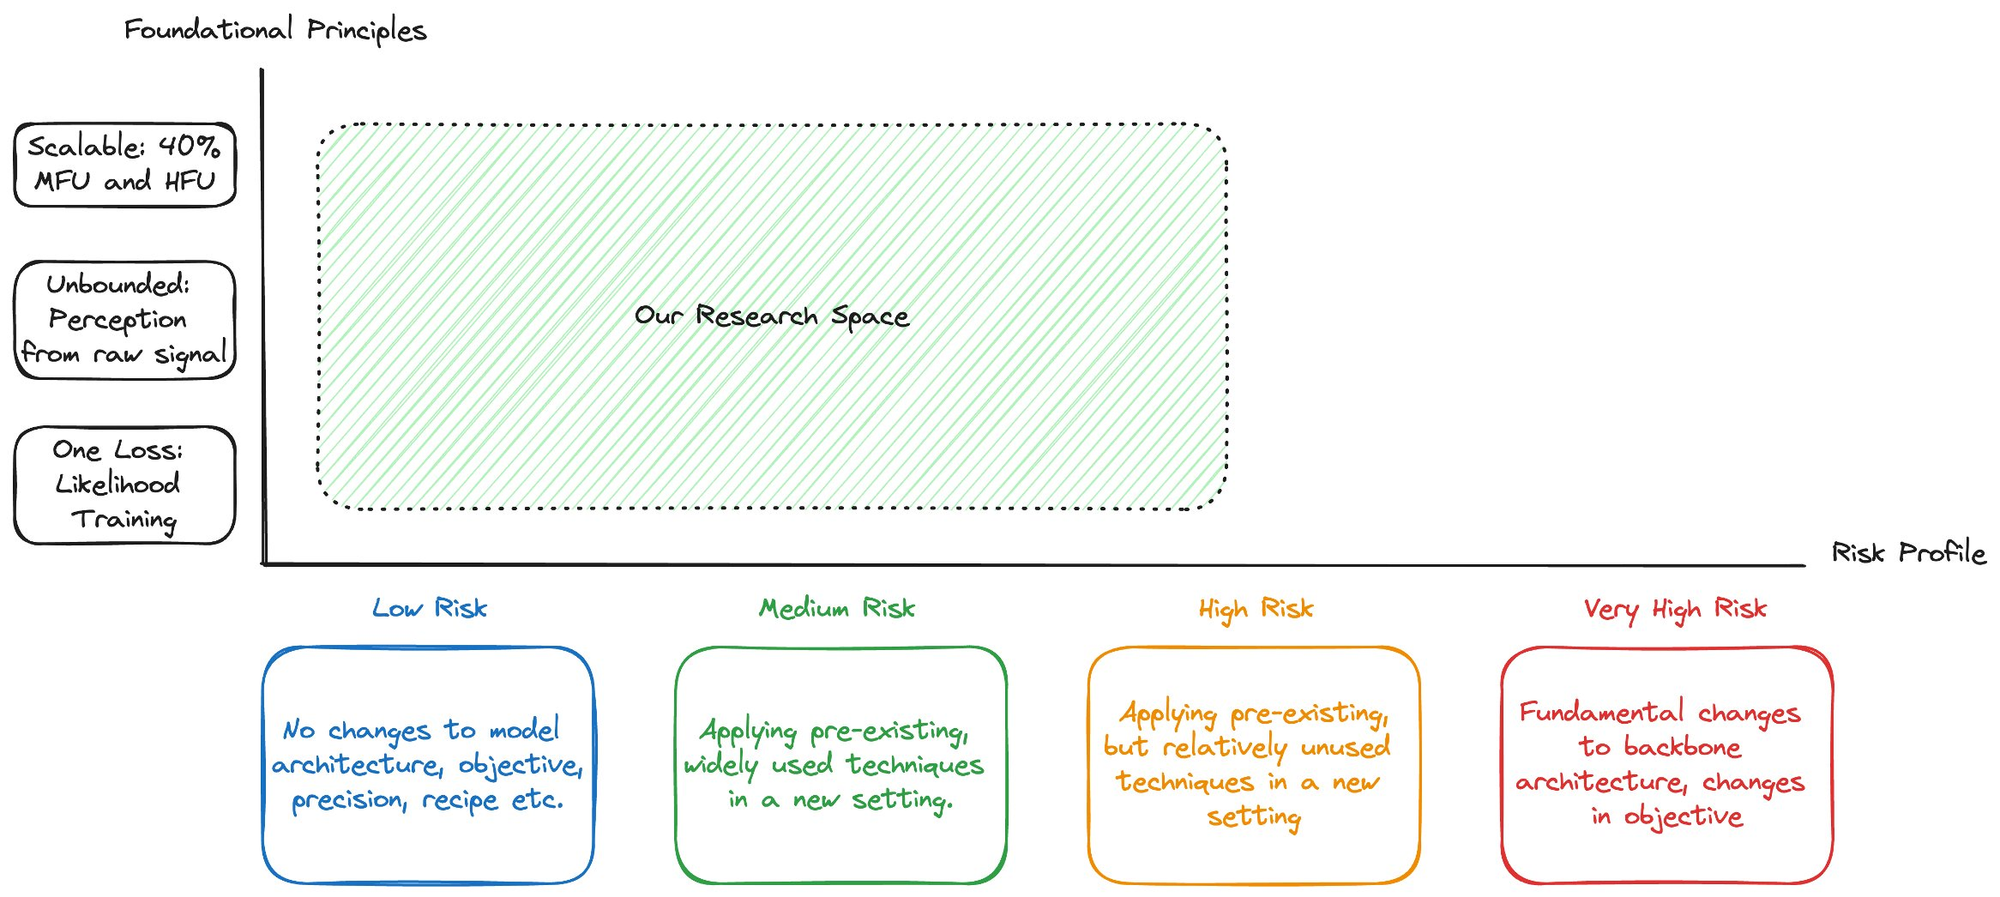 Foundational Principles
Scalable: 40%
MFU and HFU
Unbounded:
Perception
from raw signal
One Loss:
Likelihood
Training
Our Research Space
Risk Profile
Low Risk
No changes to model
architecture, objective,
precision, recipe etc.
Medium Risk
Applying pre-existing,
widely used techniques
in a new setting.
High Risk
Applying pre-existing,
but relatively unused
techniques in a new
setting
Very High Risk
Fundamental changes
to backbone
architecture, changes
in objective